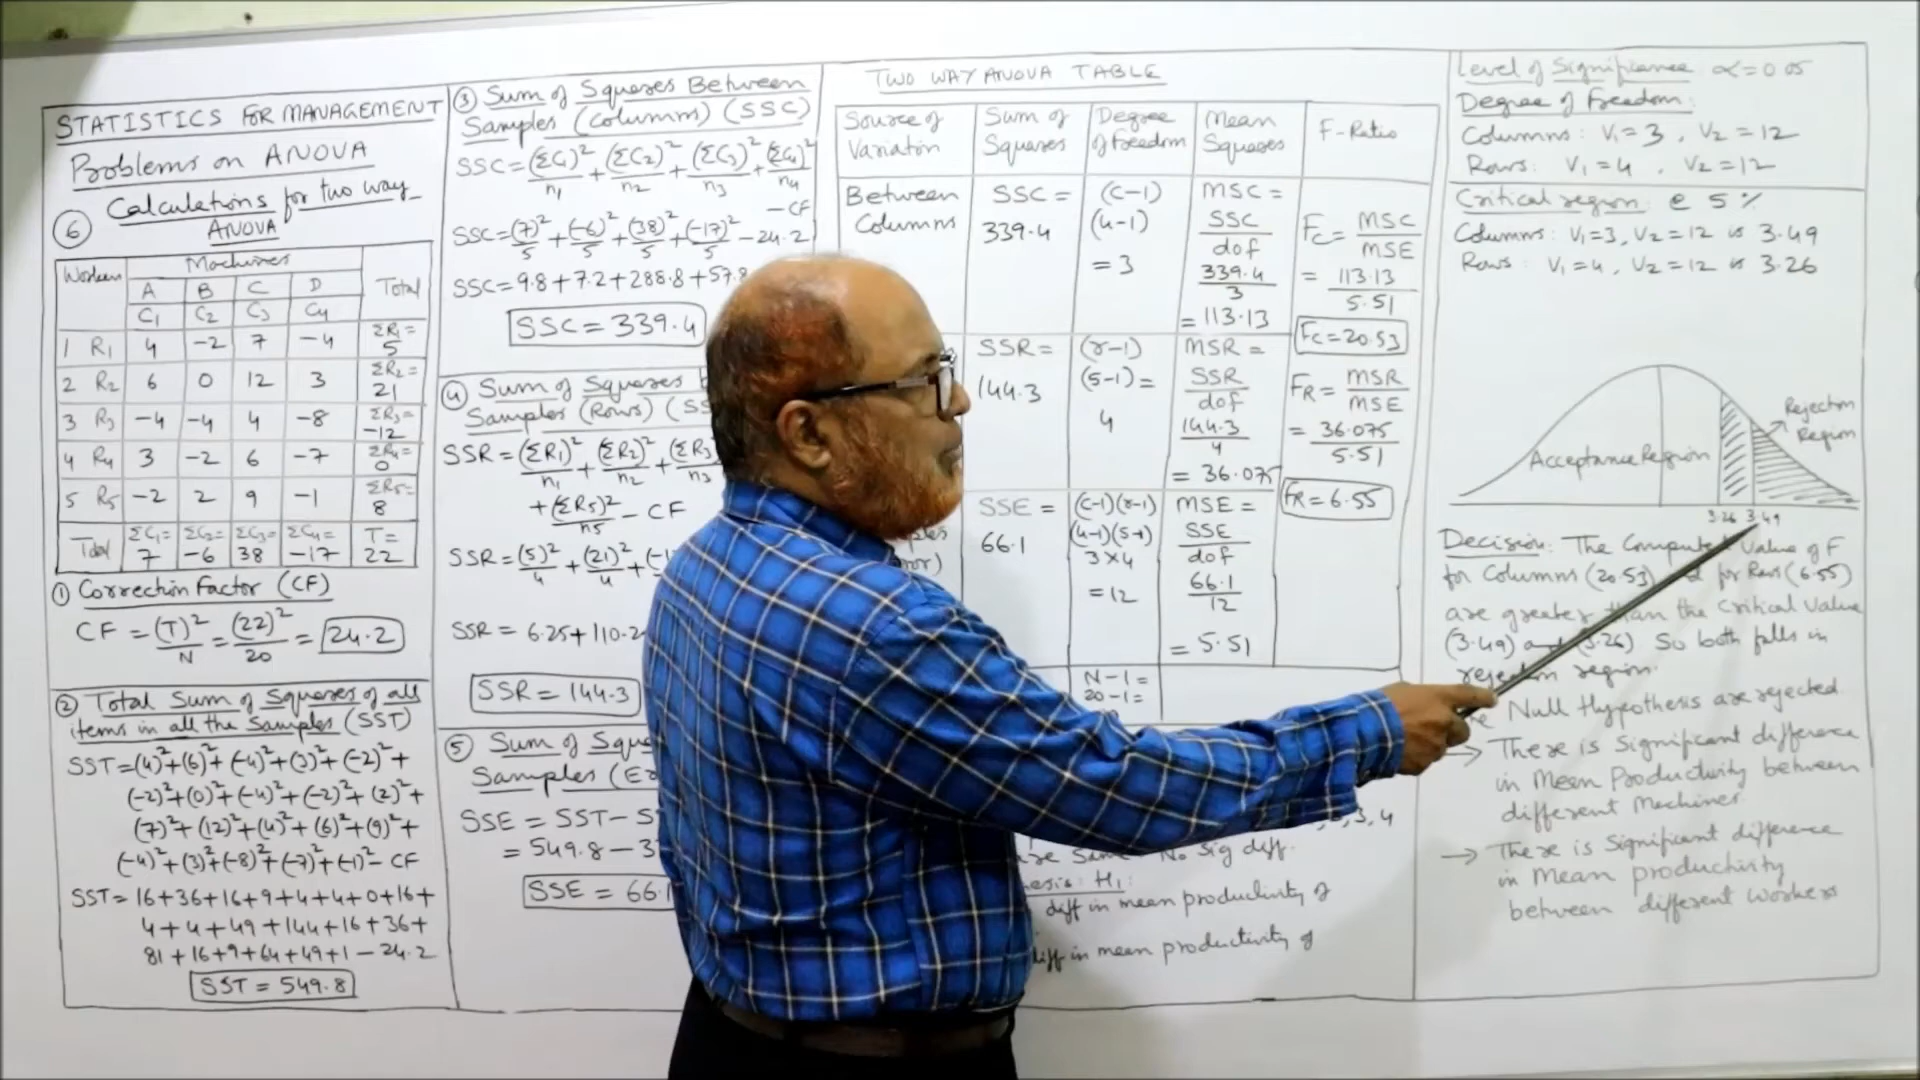 STATISTICS FOR MANAGEMENT
Problems on ANOVA
6 Calculations for two way
ANOVA
Workers Machines Total
A B C D
C1 C2 C3 C4
1 R1 4 -2 7 -4 ΣR1= 5
2 R2 6 0 12 3 ΣR2= 21
3 R3 -4 -4 4 -8 ΣR3= -12
4 R4 3 -2 6 -7 ΣR4= 0
5 R5 -2 2 9 -1 ΣR5= 8
Total ΣC1= 7 ΣC2= -6 ΣC3= 38 ΣC4= -17 T= 22
① Correction Factor (CF)
CF = (T)²/N = (22)²/20 = 24.2
② Total Sum of Squares of all
items in all the Samples (SST)
SST=(4)²+(6)²+(-4)²+(3)²+(-2)²+
(-2)²+(0)²+(-4)²+(-2)²+(2)²+
(7)²+(12)²+(4)²+(6)²+(9)²+
(-4)²+(3)²+(-8)²+(-7)²+(-1)²-CF
SST=16+36+16+9+4+4+0+16+
4+4+49+144+16+36+
81+16+9+64+49+1-24.2
SST = 549.8
③ Sum of Squares Between
Samples (Columns) (SSC)
SSC=(ΣC1)²/n1 + (ΣC2)²/n2 + (ΣC3)²/n3 + (ΣC4)²/n4
-CF
SSC=(7)²/5 + (-6)²/5 + (38)²/5 + (-17)²/5 - 24.2
SSC=9.8+7.2+288.8+57.8
SSC = 339.4
④ Sum of Squares
Samples (Rows)
SSR=(ΣR1)²/n1 + (ΣR2)²/n2 + (ΣR3)/n3
+(ΣR5)²/n5 - CF
SSR=(5)²/4 + (21)²/4 +
SSR = 6.25+110.2
SSR = 144.3
⑤ Sum of
Samples
SSE = SST-
= 549.8-
SSE = 66.1
TWO WAY ANOVA TABLE
Source of Variation Sum of Squares Degree of Freedom Mean Squares F-Ratio
Between Columns SSC = 339.4 (C-1) (4-1) = 3 MSC = SSC/dof 339.4/3 = 113.13 FC = MSC/MSE = 113.13/5.51 FC = 20.53
SSR = 144.3 (r-1) (5-1) = 4 MSR = SSR/dof 144.3/4 = 36.075 FR = MSR/MSE = 36.075/5.51 FR = 6.55
SSE = 66.1 (C-1)(r-1) (4-1)(5-1) 3×4 = 12 MSE = SSE/dof 66.1/12 = 5.51
N-1=
20-1=
3, 4
Same No Sig diff.
H1:
diff in mean productivity of
diff in mean productivity of
Level of Significance α=0.05
Degree of Freedom:
Columns: V1=3, V2=12
Rows: V1=4, V2=12
Critical region @ 5%
Columns: V1=3, V2=12 is 3.49
Rows: V1=4, V2=12 is 3.26
Rejection
Region
Acceptance Region
3.26 3.49
Decision: The Computed Value of F
for Columns (20.53) for Rows (6.55)
are greater than the Critical Value
(3.49) (3.26) So both falls in
rejection region.
Null Hypothesis are rejected
→ There is Significant difference
in Mean Productivity between
different Machines
→ There is Significant difference
in Mean productivity
between different workers